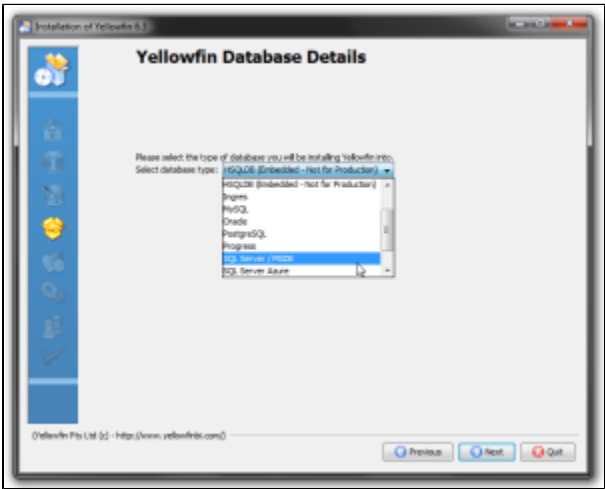 Installation of Yellowfin 6.3
Yellowfin Database Details
Please select the type of database you will be installing Yellowfin into.
Select database type: HSQLDB (Embedded - Not for Production)
HSQLDB (Embedded - Not for Production)
Ingres
MySQL
Oracle
PostgreSQL
Progress
SQL Server / MSDE
SQL Server Azure
(Yellowfin Pty Ltd (c) - http://www.yellowfinbi.com/)
Previous
Next
Quit